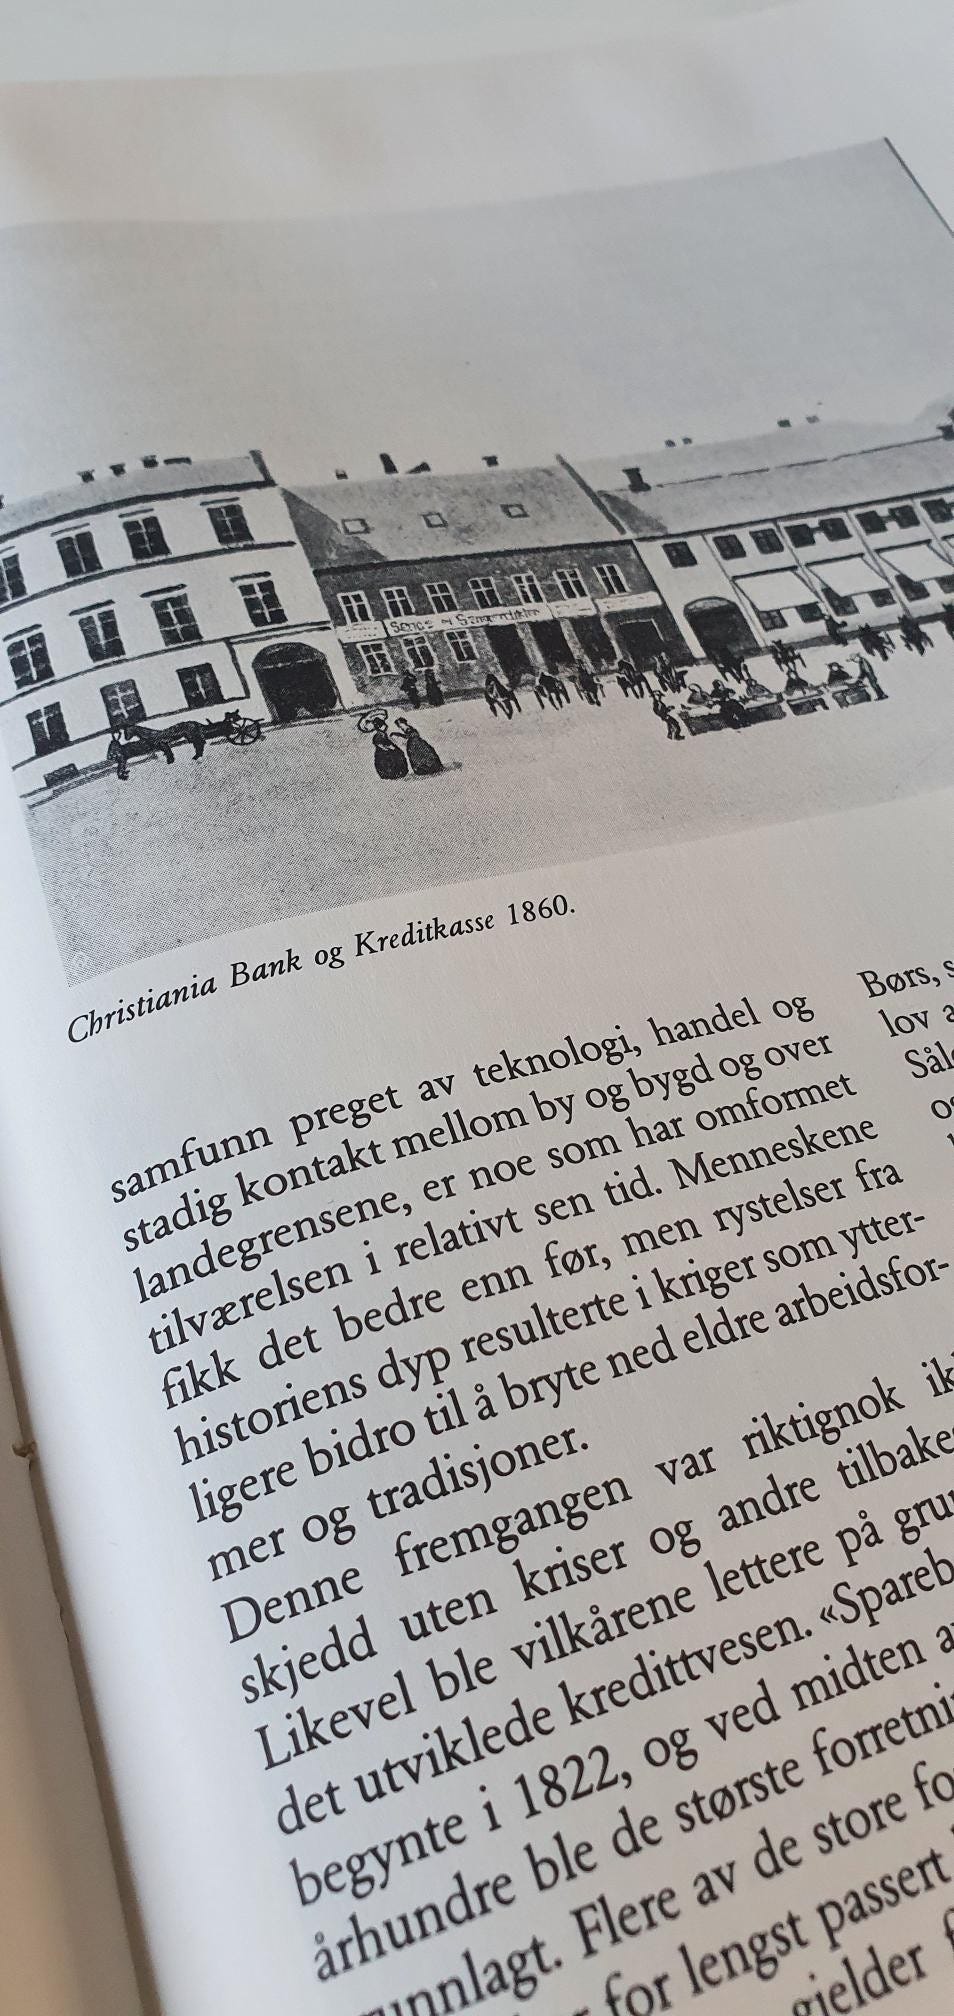 Christiania Bank og Kreditkasse 1860.
samfunn preget av teknologi, handel og
stadig kontakt mellom by og bygd og over
landegrensene, er noe som har omformet
tilværelsen i relativt sen tid. Menneskene
fikk det bedre enn før, men rystelser fra
historiens dyp resulterte i kriger som ytter-
ligere bidro til å bryte ned eldre arbeidsfor-
mer og tradisjoner.
Denne fremgangen var riktignok
skjedd uten kriser og andre
Likevel ble vilkårene lettere på
det utviklede kredittvesen.
begynte i 1822, og ved midten
århundre ble de største
Flere av de store
for lengst passert
gjelder
Børs,
lov